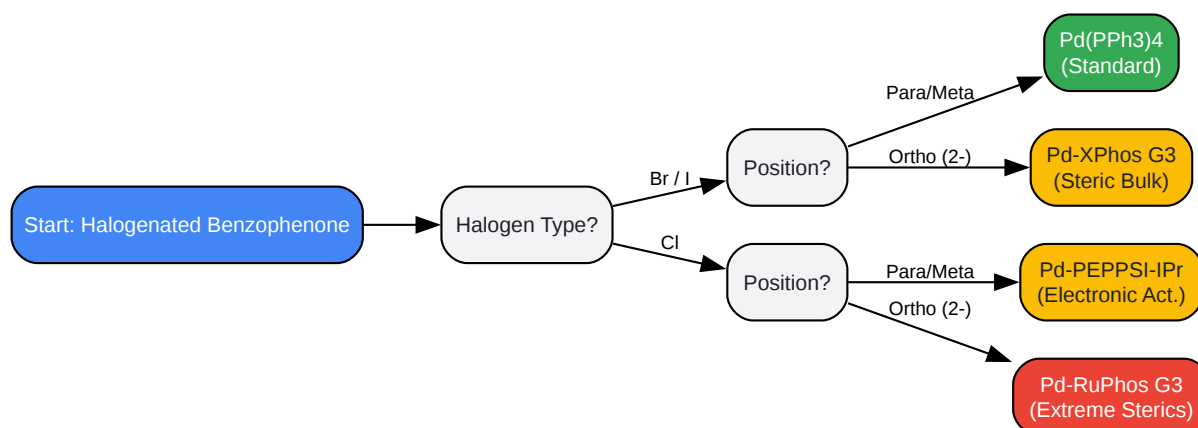 Start: Halogenated Benzophenone
Halogen Type?
Br / I
Cl
Position?
Para/Meta
Ortho (2-)
Pd(PPh3)4
(Standard)
Pd-XPhos G3
(Steric Bulk)
Position?
Para/Meta
Ortho (2-)
Pd-PEPPSI-IPr
(Electronic Act.)
Pd-RuPhos G3
(Extreme Sterics)